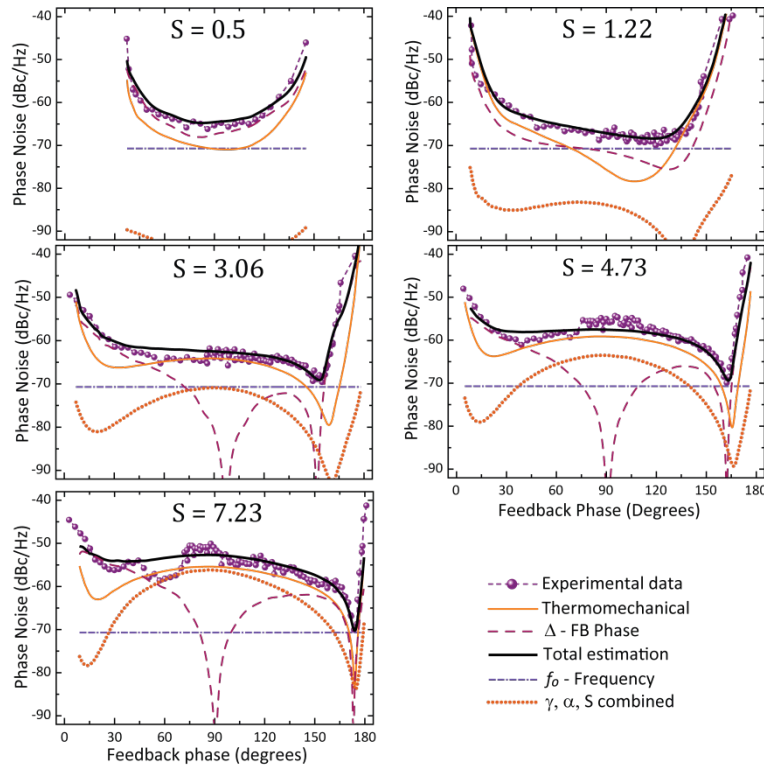 S = 0.5
-40
-50
-60
-70
-80
-90
Phase Noise (dBc/Hz)
S = 1.22
-40
-50
-60
-70
-80
-90
Phase Noise (dBc/Hz)
S = 3.06
-40
-50
-60
-70
-80
-90
Phase Noise (dBc/Hz)
S = 4.73
-40
-50
-60
-70
-80
-90
Phase Noise (dBc/Hz)
0 30 60 90 120 150 180
Feedback Phase (Degrees)
S = 7.23
-40
-50
-60
-70
-80
-90
Phase Noise (dBc/Hz)
0 30 60 90 120 150 180
Feedback phase (degrees)
Experimental data
Thermomechanical
Δ - FB Phase
Total estimation
fo - Frequency
γ, α, S combined